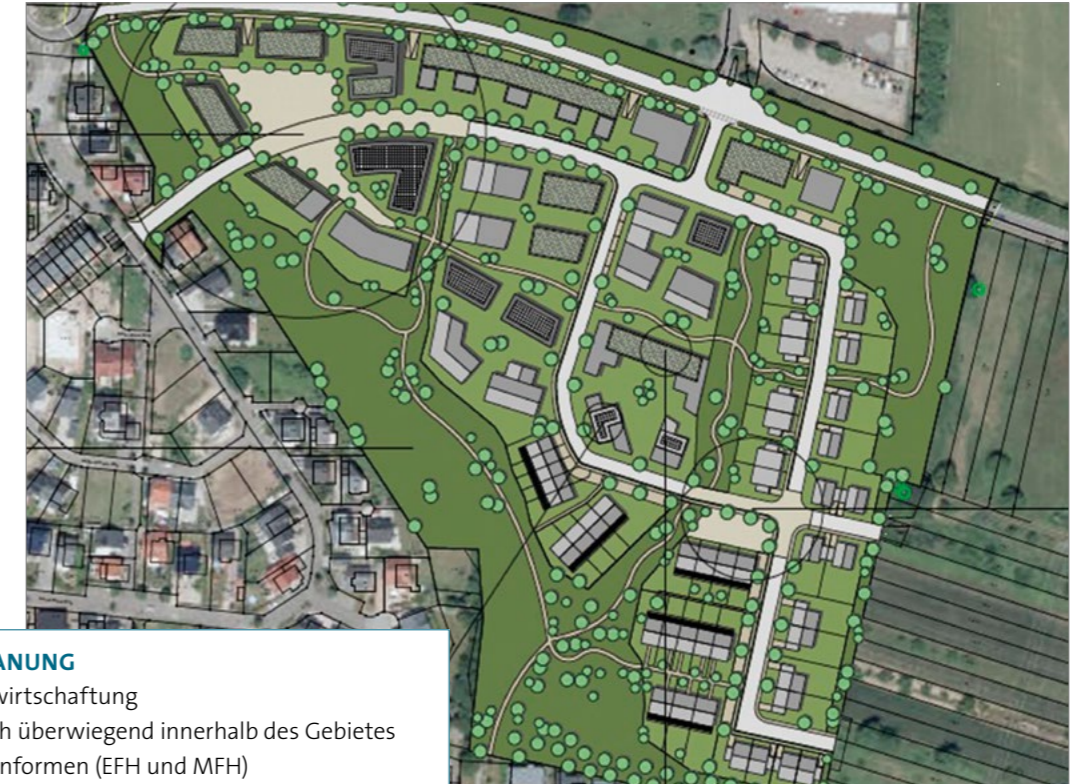 ANUNG
wirtschaftung
h überwiegend innerhalb des Gebietes
nformen (EFH und MFH)